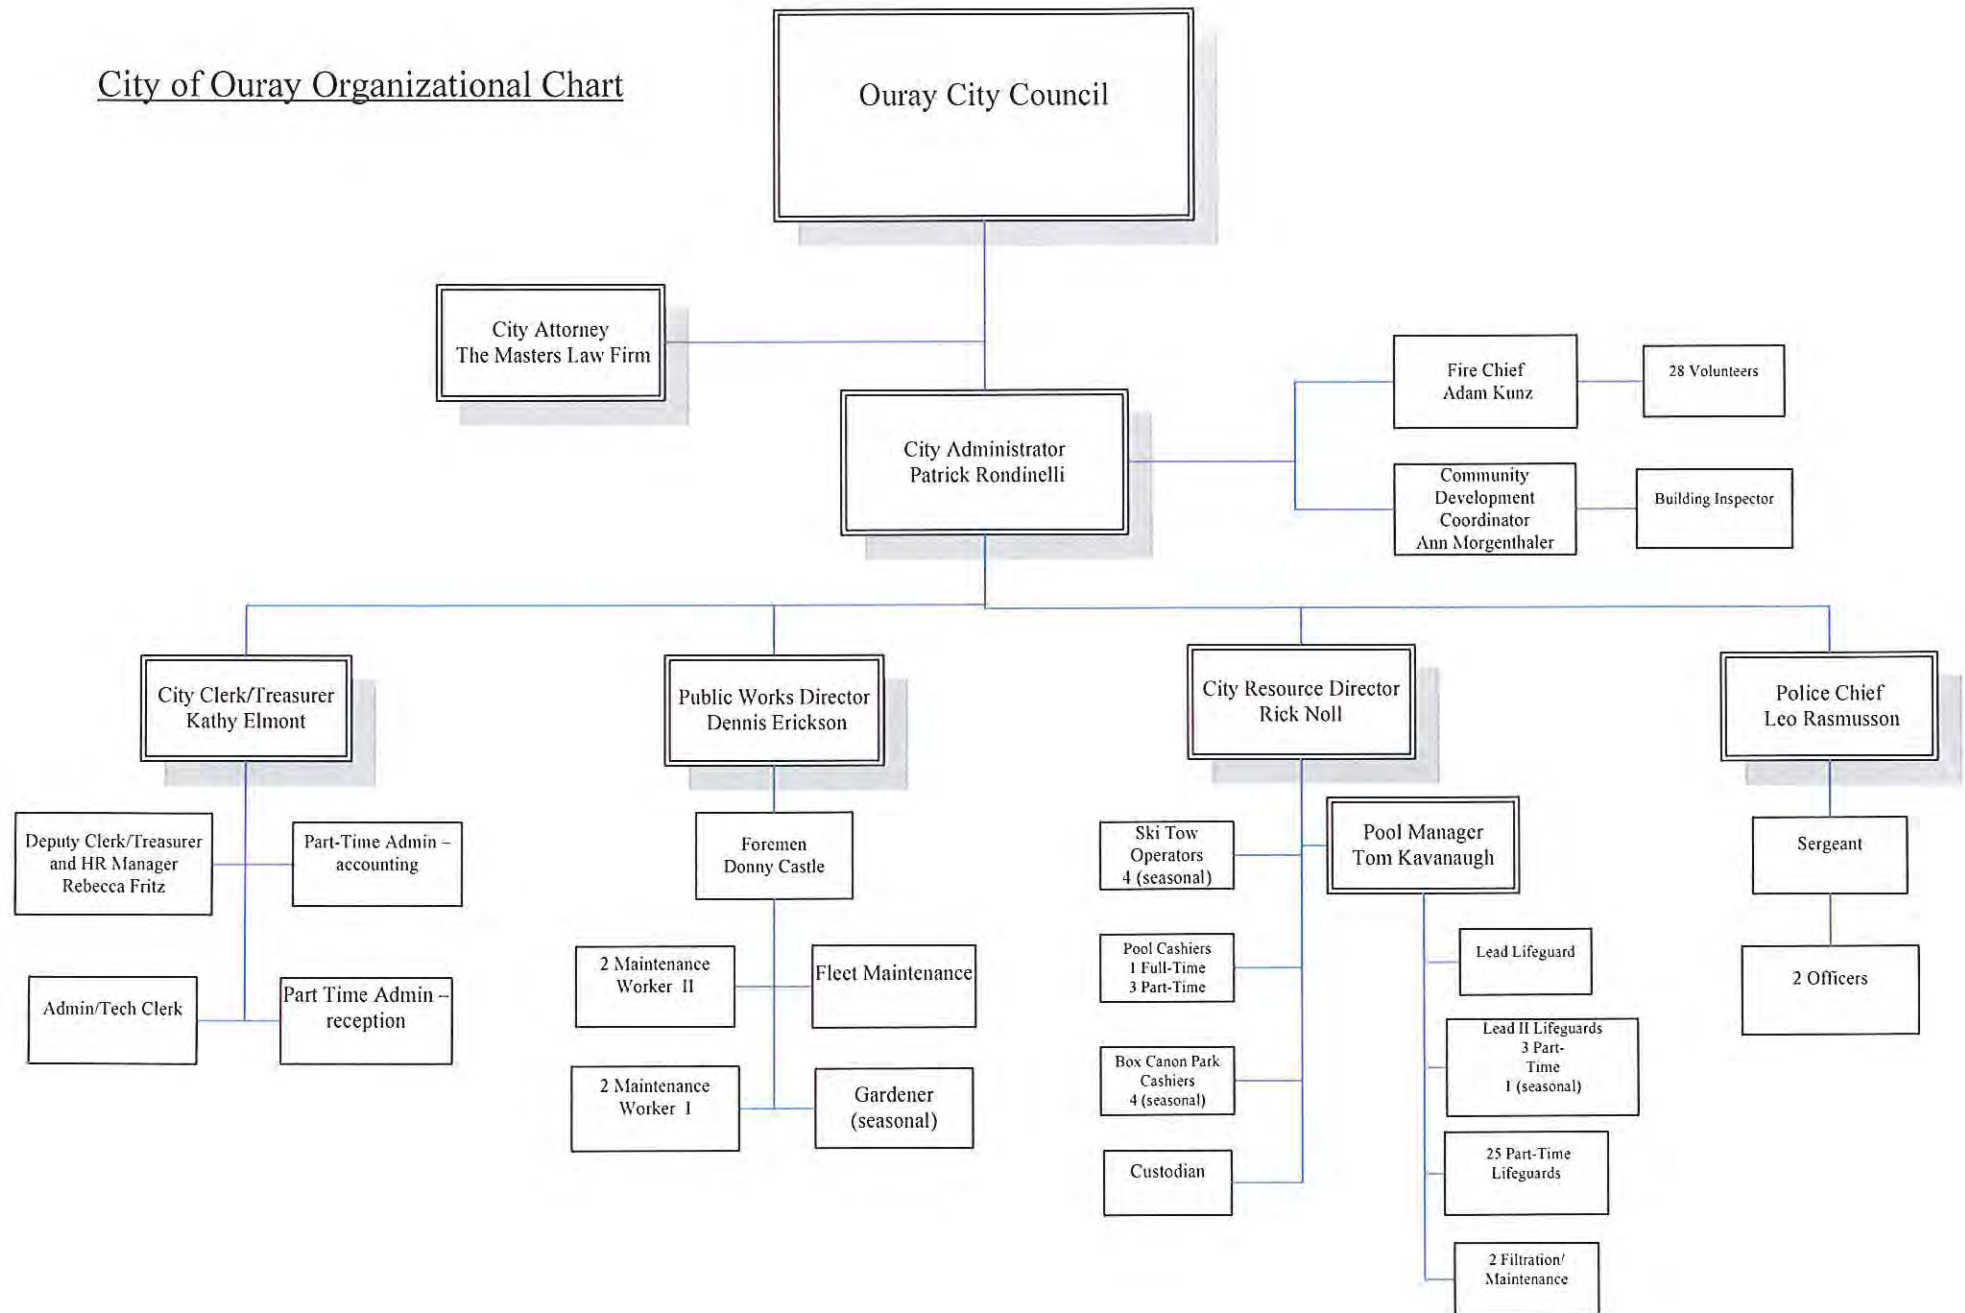 City of Ouray Organizational Chart
Ouray City Council
City Attorney
The Masters Law Firm
City Administrator
Patrick Rondinelli
Fire Chief
Adam Kunz
28 Volunteers
Community
Development
Coordinator
Ann Morgenthaler
Building Inspector
City Clerk/Treasurer
Kathy Elmont
Public Works Director
Dennis Erickson
City Resource Director
Rick Noll
Police Chief
Leo Rasmusson
Deputy Clerk/Treasurer
and HR Manager
Rebecca Fritz
Part-Time Admin –
accounting
Admin/Tech Clerk
Part Time Admin –
reception
Foremen
Donny Castle
2 Maintenance
Worker II
Fleet Maintenance
2 Maintenance
Worker I
Gardener
(seasonal)
Ski Tow
Operators
4 (seasonal)
Pool Manager
Tom Kavanaugh
Pool Cashiers
1 Full-Time
3 Part-Time
Box Canon Park
Cashiers
4 (seasonal)
Custodian
Lead Lifeguard
Lead II Lifeguards
3 Part-
Time
1 (seasonal)
25 Part-Time
Lifeguards
2 Filtration/
Maintenance
Sergeant
2 Officers